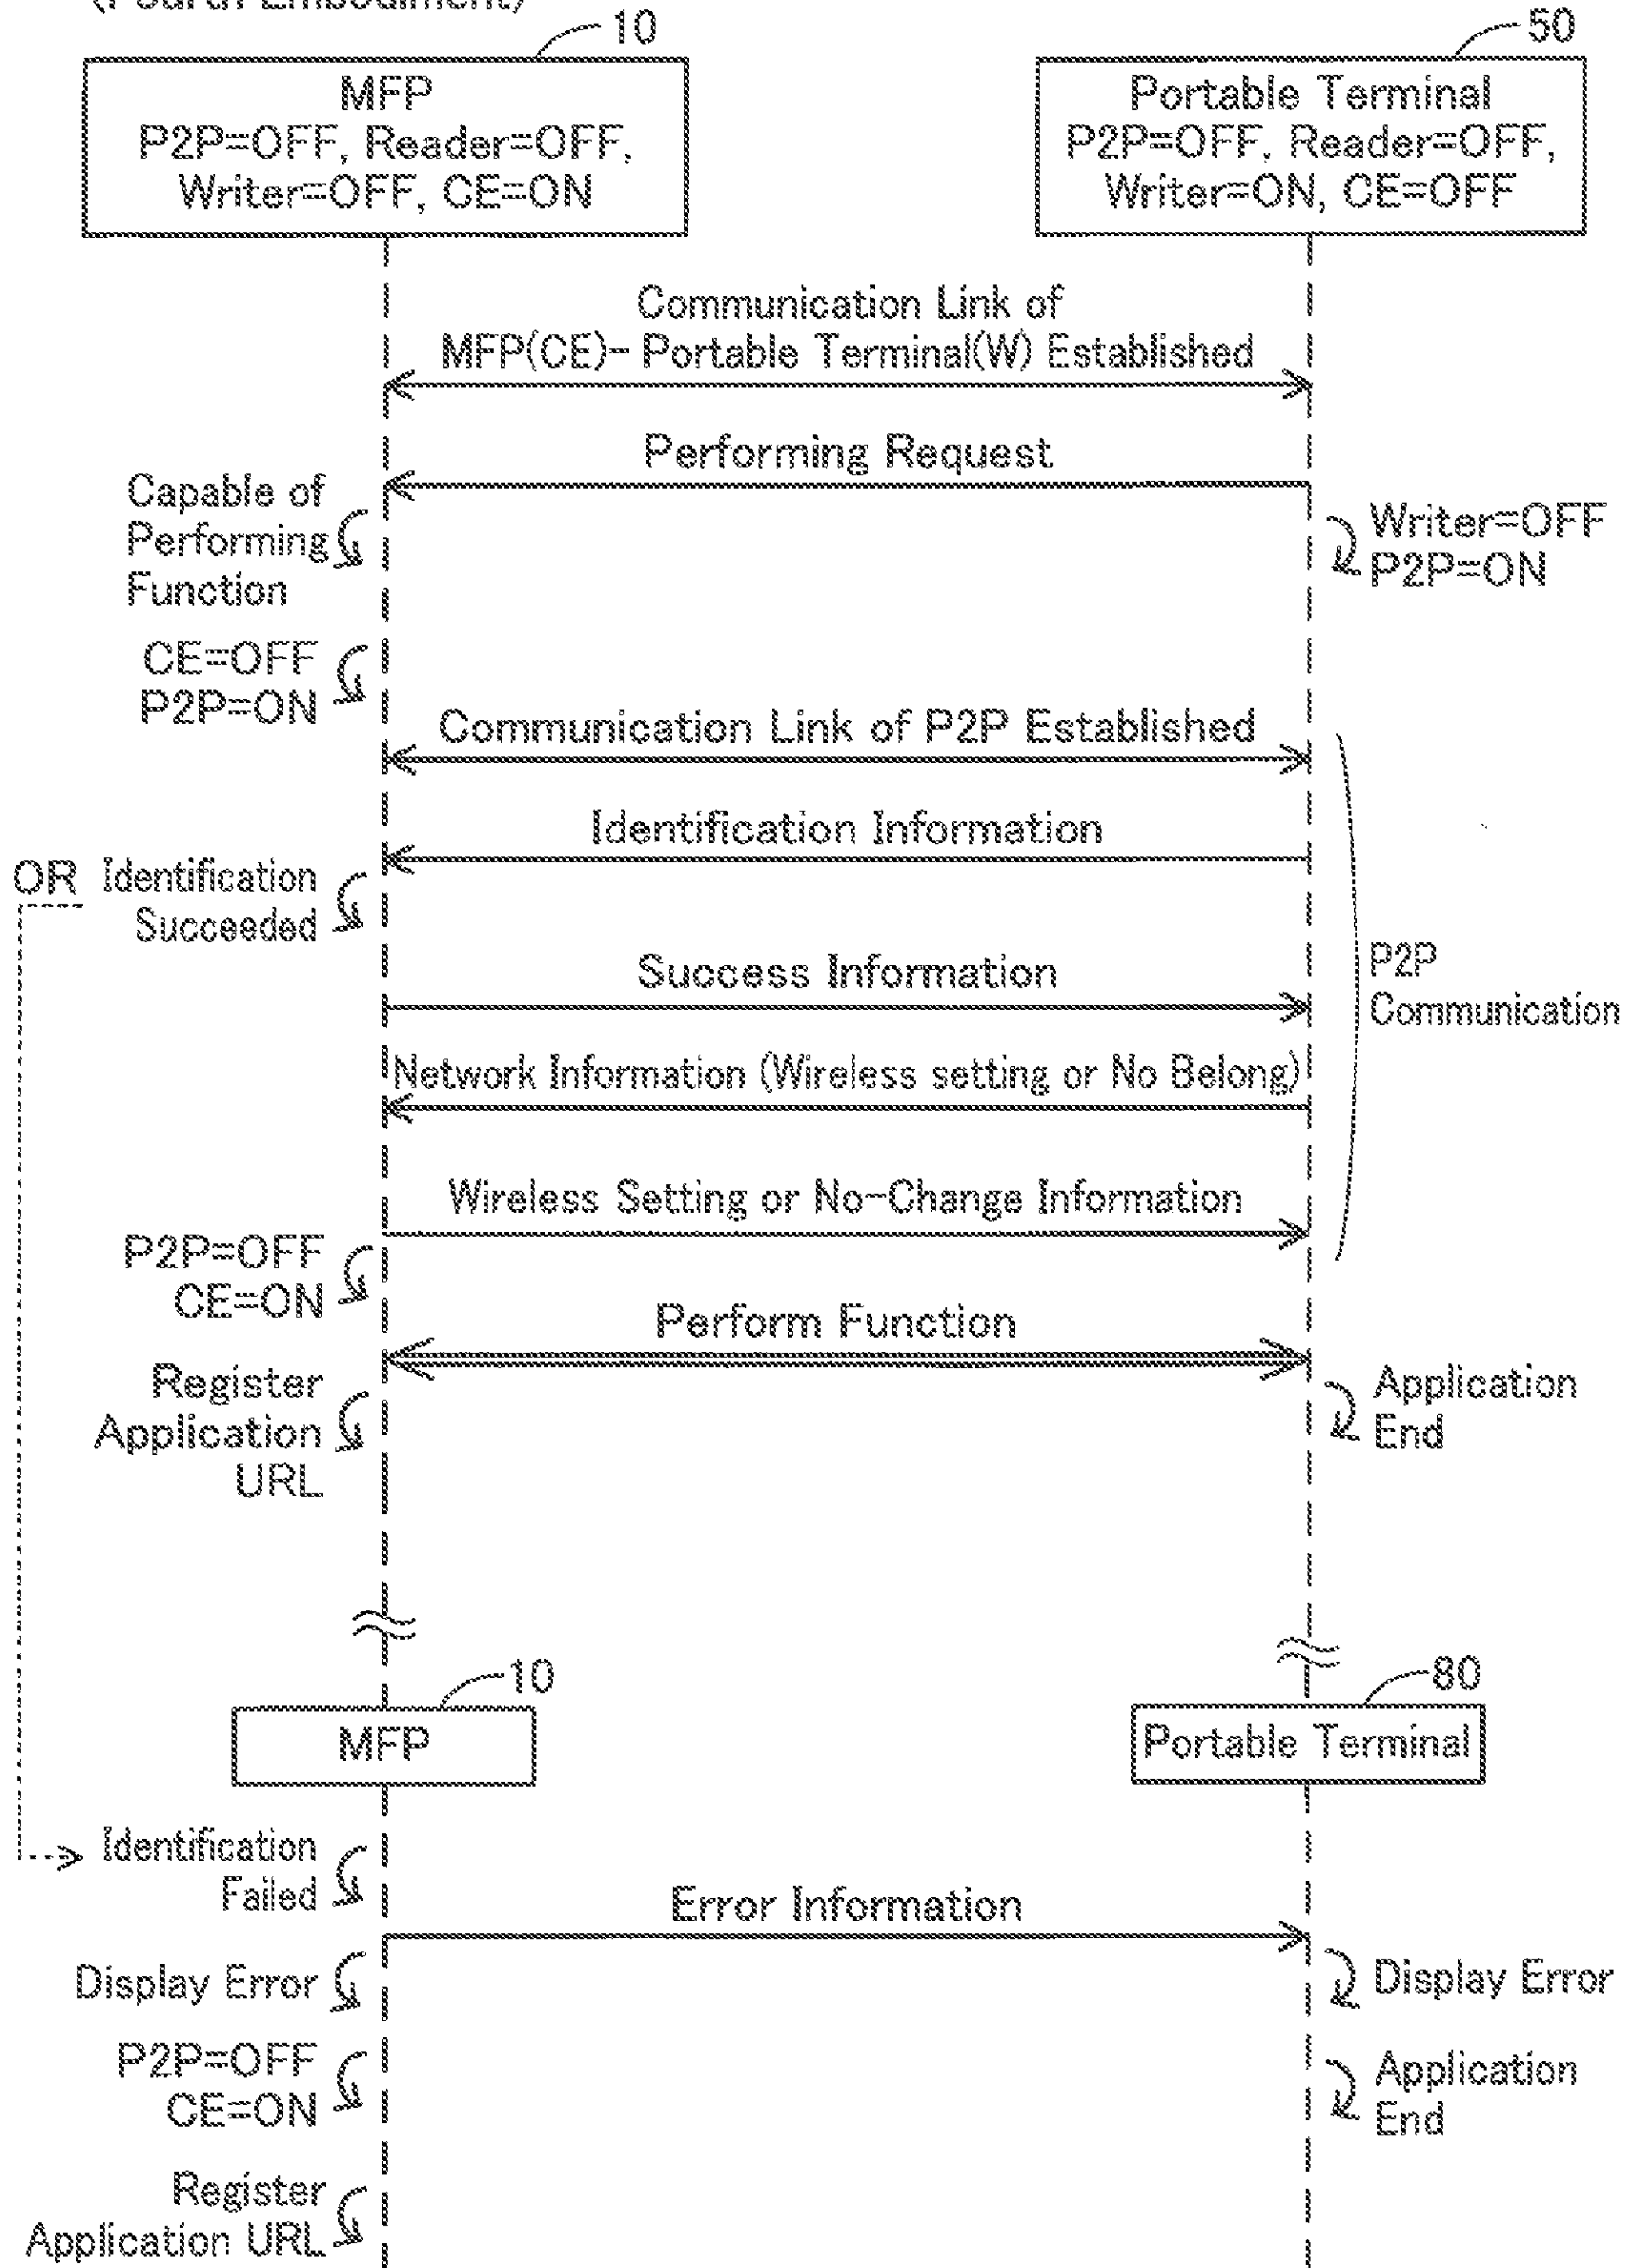 (Fourth Embodiment)
10
50
MFP
P2P=OFF, Reader=OFF,
Writer=OFF, CE=ON
Portable Terminal
P2P=OFF, Reader=OFF,
Writer=ON, CE=OFF
Communication Link of
MFP(CE)- Portable Terminal(W) Established
Performing Request
Capable of
Performing
Function
Writer=OFF
P2P=ON
CE=OFF
P2P=ON
Communication Link of P2P Established
Identification Information
OR Identification
Succeeded
Success Information
P2P
Communication
Network Information (Wireless setting or No Belong)
Wireless Setting or No-Change Information
P2P=OFF
CE=ON
Perform Function
Register
Application
URL
Application
End
10
80
MFP
Portable Terminal
Identification
Failed
Error Information
Display Error
Display Error
P2P=OFF
CE=ON
Application
End
Register
Application URL